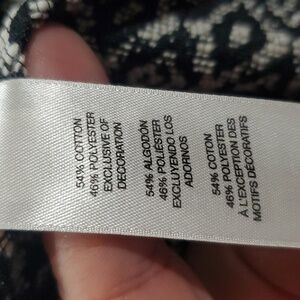 54% COTTON
46% POLYESTER
EXCLUSIVE OF
DECORATION
54% ALGODÓN
46% POLIÉSTER
EXCLUYENDO LOS
ADORNOS
54% COTON
46% POLYESTER
À L'EXCEPTION DES
MOTIFS DÉCORATIFS